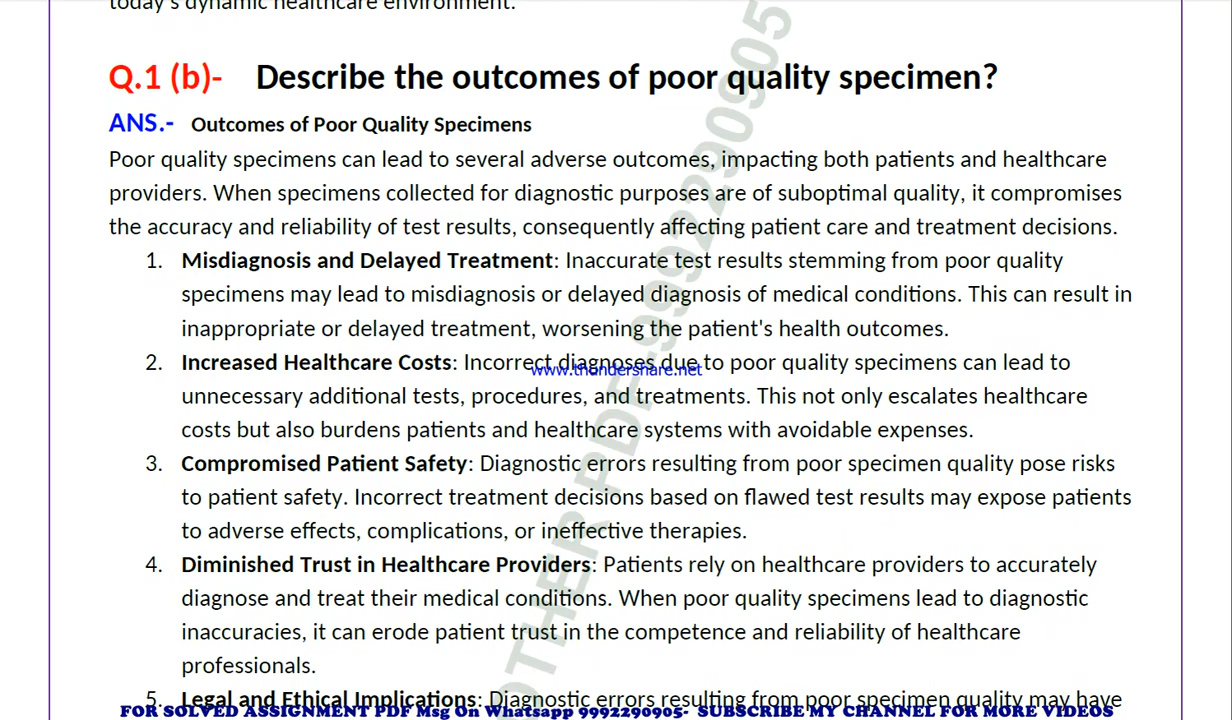 today's dynamic healthcare environment.
Q.1 (b)- Describe the outcomes of poor quality specimen?
ANS.- Outcomes of Poor Quality Specimens
Poor quality specimens can lead to several adverse outcomes, impacting both patients and healthcare
providers. When specimens collected for diagnostic purposes are of suboptimal quality, it compromises
the accuracy and reliability of test results, consequently affecting patient care and treatment decisions.
1. Misdiagnosis and Delayed Treatment: Inaccurate test results stemming from poor quality
specimens may lead to misdiagnosis or delayed diagnosis of medical conditions. This can result in
inappropriate or delayed treatment, worsening the patient's health outcomes.
2. Increased Healthcare Costs: Incorrect diagnoses due to poor quality specimens can lead to
www.thundershare.net
unnecessary additional tests, procedures, and treatments. This not only escalates healthcare
costs but also burdens patients and healthcare systems with avoidable expenses.
3. Compromised Patient Safety: Diagnostic errors resulting from poor specimen quality pose risks
to patient safety. Incorrect treatment decisions based on flawed test results may expose patients
to adverse effects, complications, or ineffective therapies.
4. Diminished Trust in Healthcare Providers: Patients rely on healthcare providers to accurately
diagnose and treat their medical conditions. When poor quality specimens lead to diagnostic
inaccuracies, it can erode patient trust in the competence and reliability of healthcare
professionals.
5. Legal and Ethical Implications: Diagnostic errors resulting from poor specimen quality may have
FOR SOLVED ASSIGNMENT PDF Msg On Whatsapp 9992290905- SUBSCRIBE MY CHANNEL FOR MORE VIDEOS
OTHER PDF-9992290905